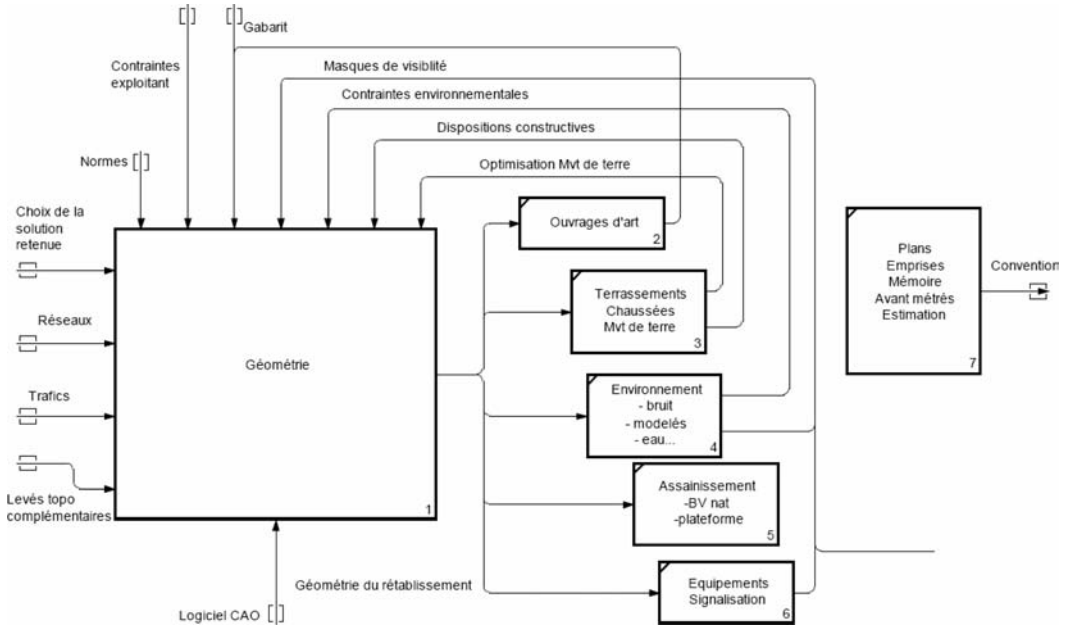 Gabarit
Contraintes
exploitant
Masques de visiblité
Contraintes environnementales
Dispositions constructives
Optimisation Mvt de terre
Normes
Choix de la
solution
retenue
Réseaux
Trafics
Levés topo
complémentaires
Géométrie
1
Logiciel CAO
Géométrie du rétablissement
Ouvrages d'art
2
Terrassements
Chaussées
Mvt de terre
3
Environnement
- bruit
- modelés
- eau...
4
Assainissement
-BV nat
-plateforme
5
Equipements
Signalisation
6
Plans
Emprises
Mémoire
Avant métrés
Estimation
7
Convention